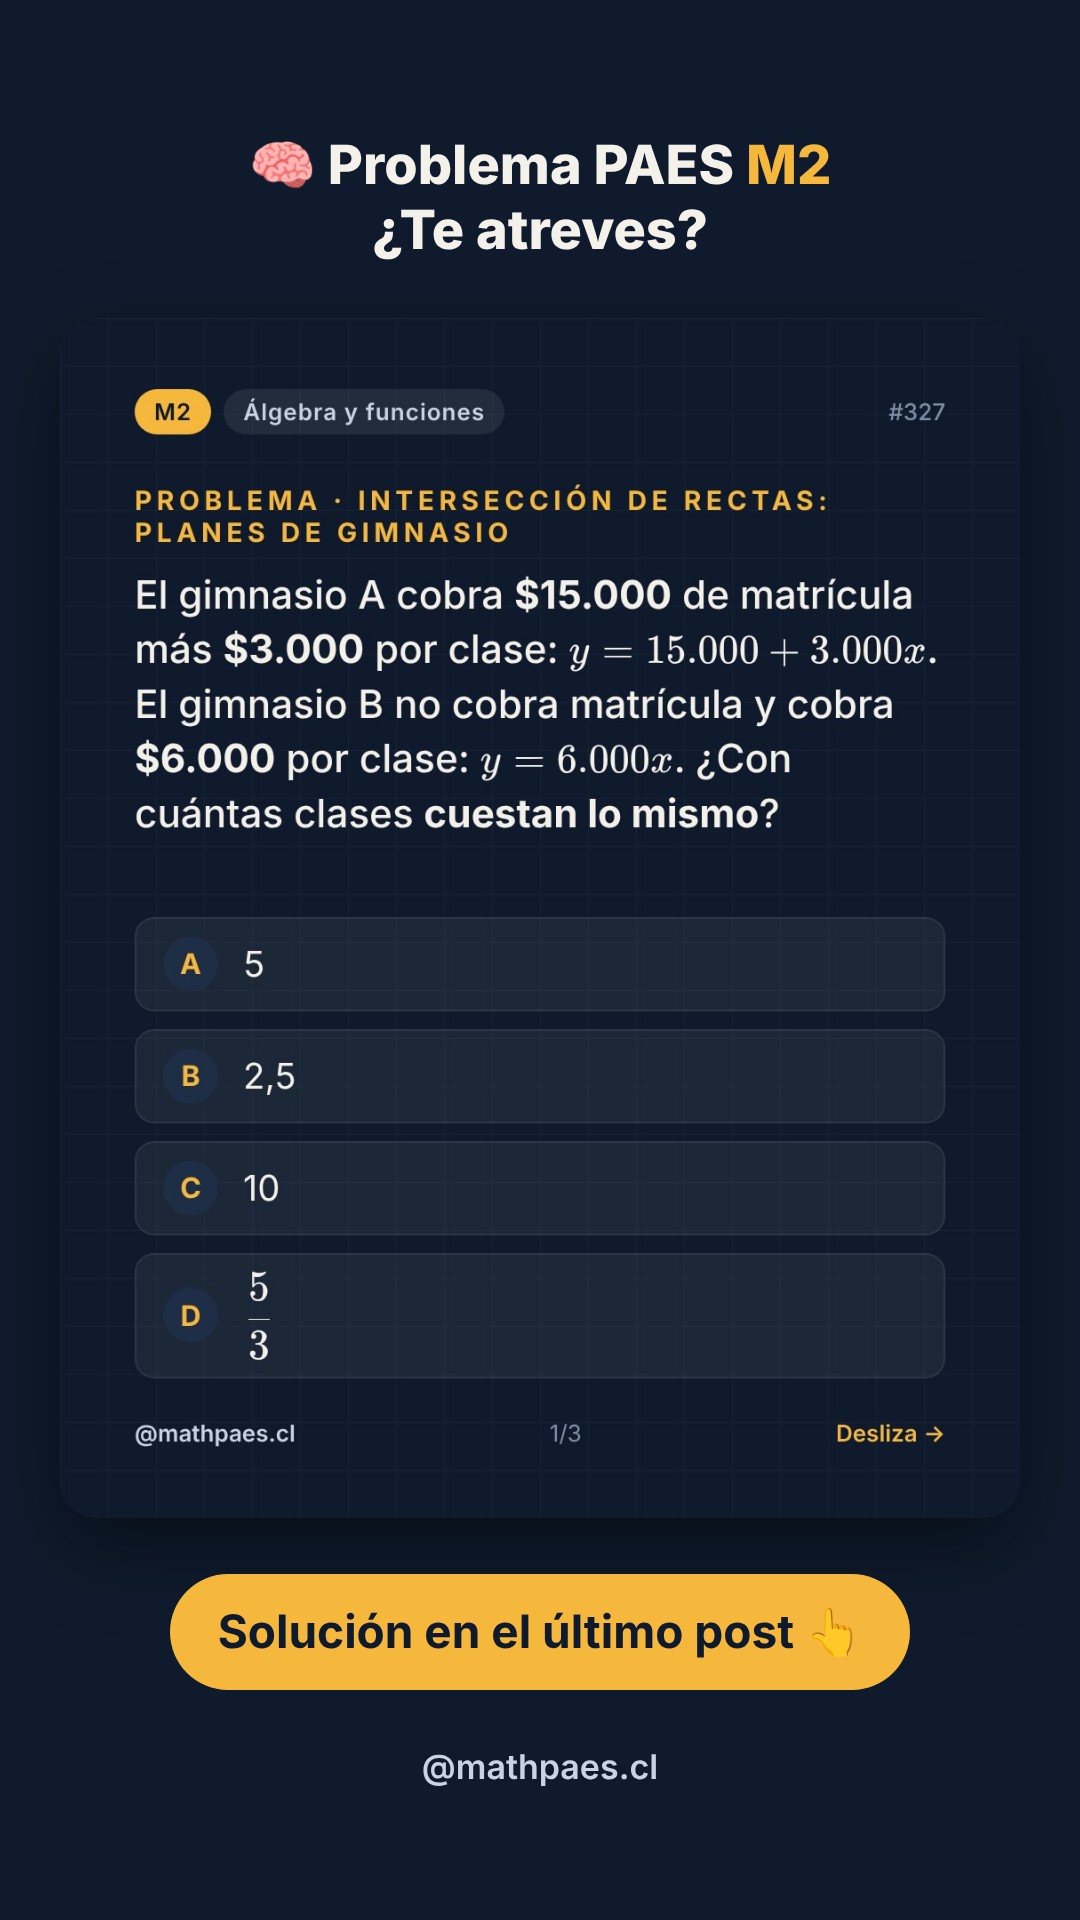 🧠 Problema PAES M2
¿Te atreves?
M2 Álgebra y funciones #327
PROBLEMA · INTERSECCIÓN DE RECTAS:
PLANES DE GIMNASIO
El gimnasio A cobra $15.000 de matrícula
más $3.000 por clase: y = 15.000 + 3.000x.
El gimnasio B no cobra matrícula y cobra
$6.000 por clase: y = 6.000x. ¿Con
cuántas clases cuestan lo mismo?
A 5
B 2,5
C 10
D 5/3
@mathpaes.cl 1/3 Desliza →
Solución en el último post 👆
@mathpaes.cl